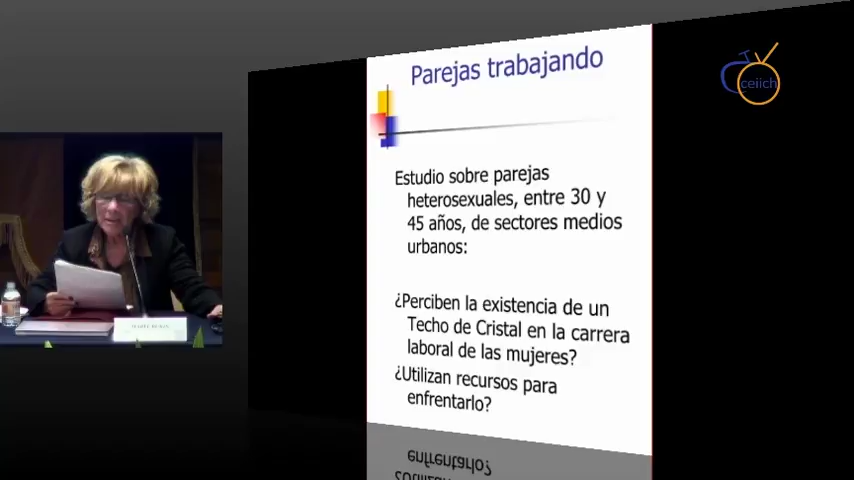 Parejas trabajando
ceiich
Estudio sobre parejas
heterosexuales, entre 30 y
45 años, de sectores medios
urbanos:
¿Perciben la existencia de un
Techo de Cristal en la carrera
laboral de las mujeres?
¿Utilizan recursos para
enfrentarlo?